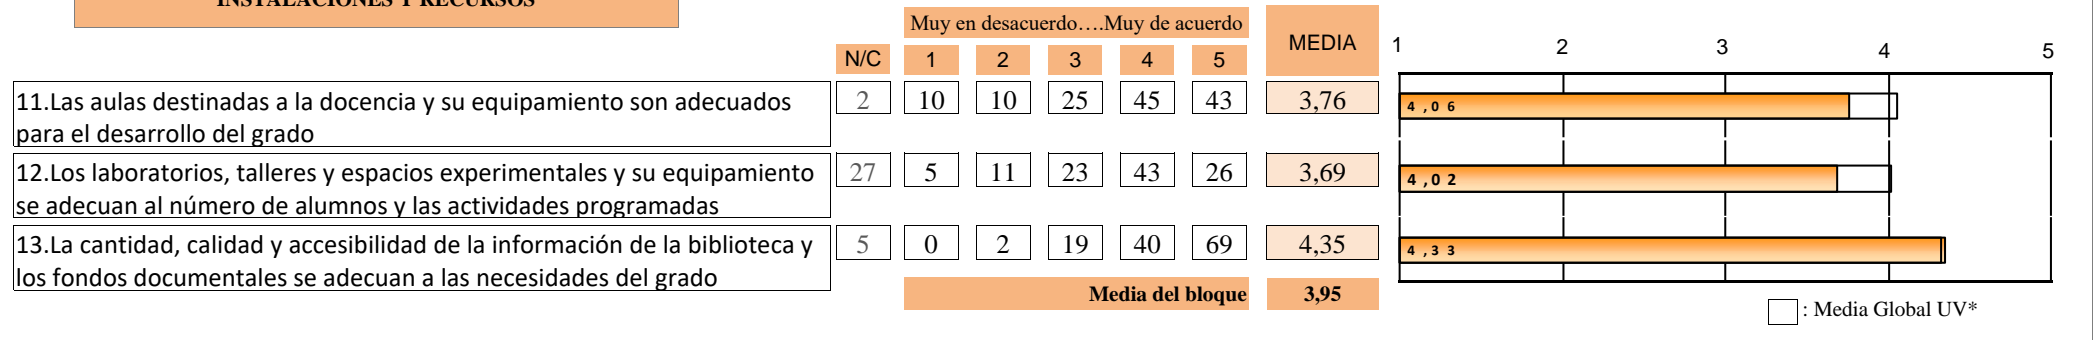 INSTALACIONES Y RECURSOS
Muy en desacuerdo….Muy de acuerdo
MEDIA
N/C 1 2 3 4 5
1 2 3 4 5
11.Las aulas destinadas a la docencia y su equipamiento son adecuados
para el desarrollo del grado
2 10 10 25 45 43 3,76
4,06
12.Los laboratorios, talleres y espacios experimentales y su equipamiento
se adecuan al número de alumnos y las actividades programadas
27 5 11 23 43 26 3,69
4,02
13.La cantidad, calidad y accesibilidad de la información de la biblioteca y
los fondos documentales se adecuan a las necesidades del grado
5 0 2 19 40 69 4,35
4,33
Media del bloque 3,95
: Media Global UV*